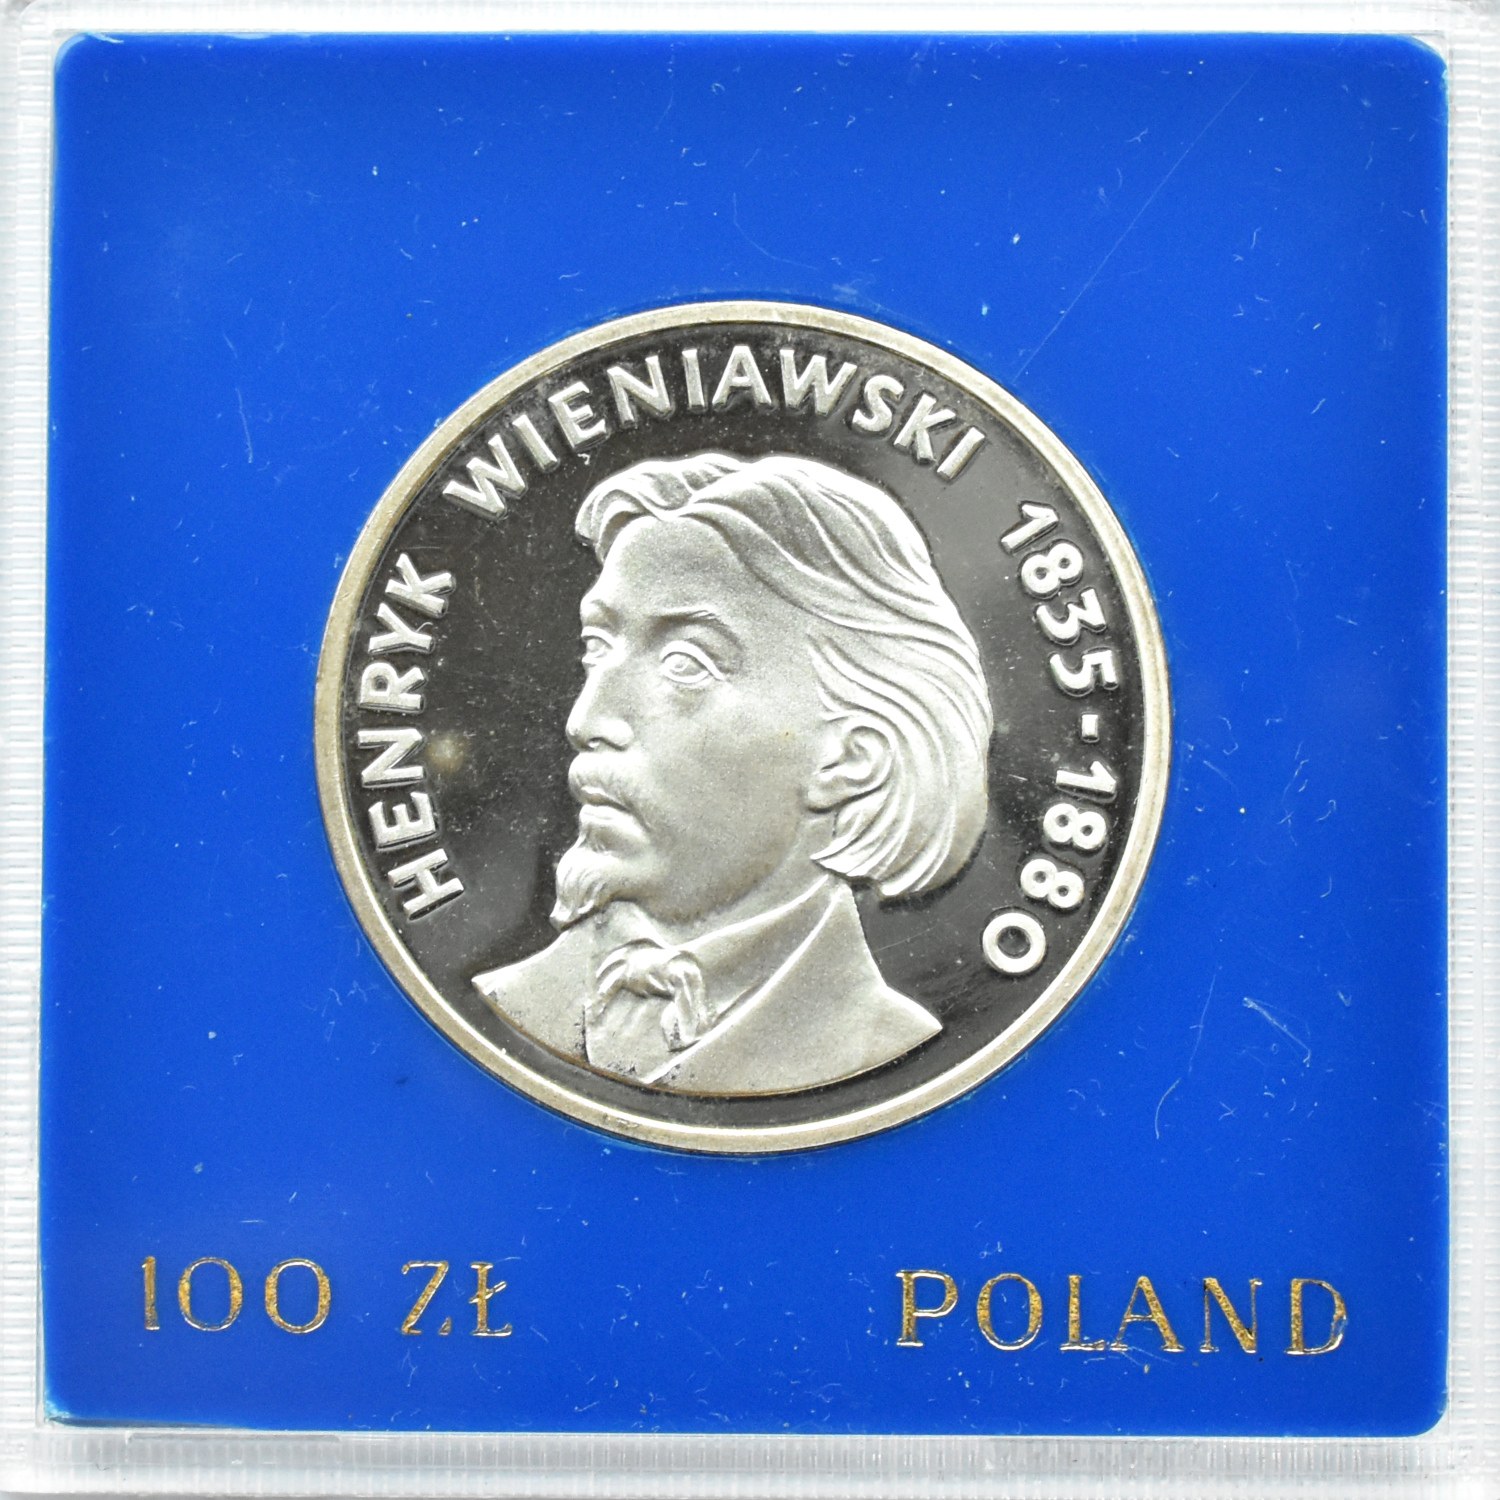 HENRYK WIENIAWSKI 1835-1880
100 ZŁ POLAND